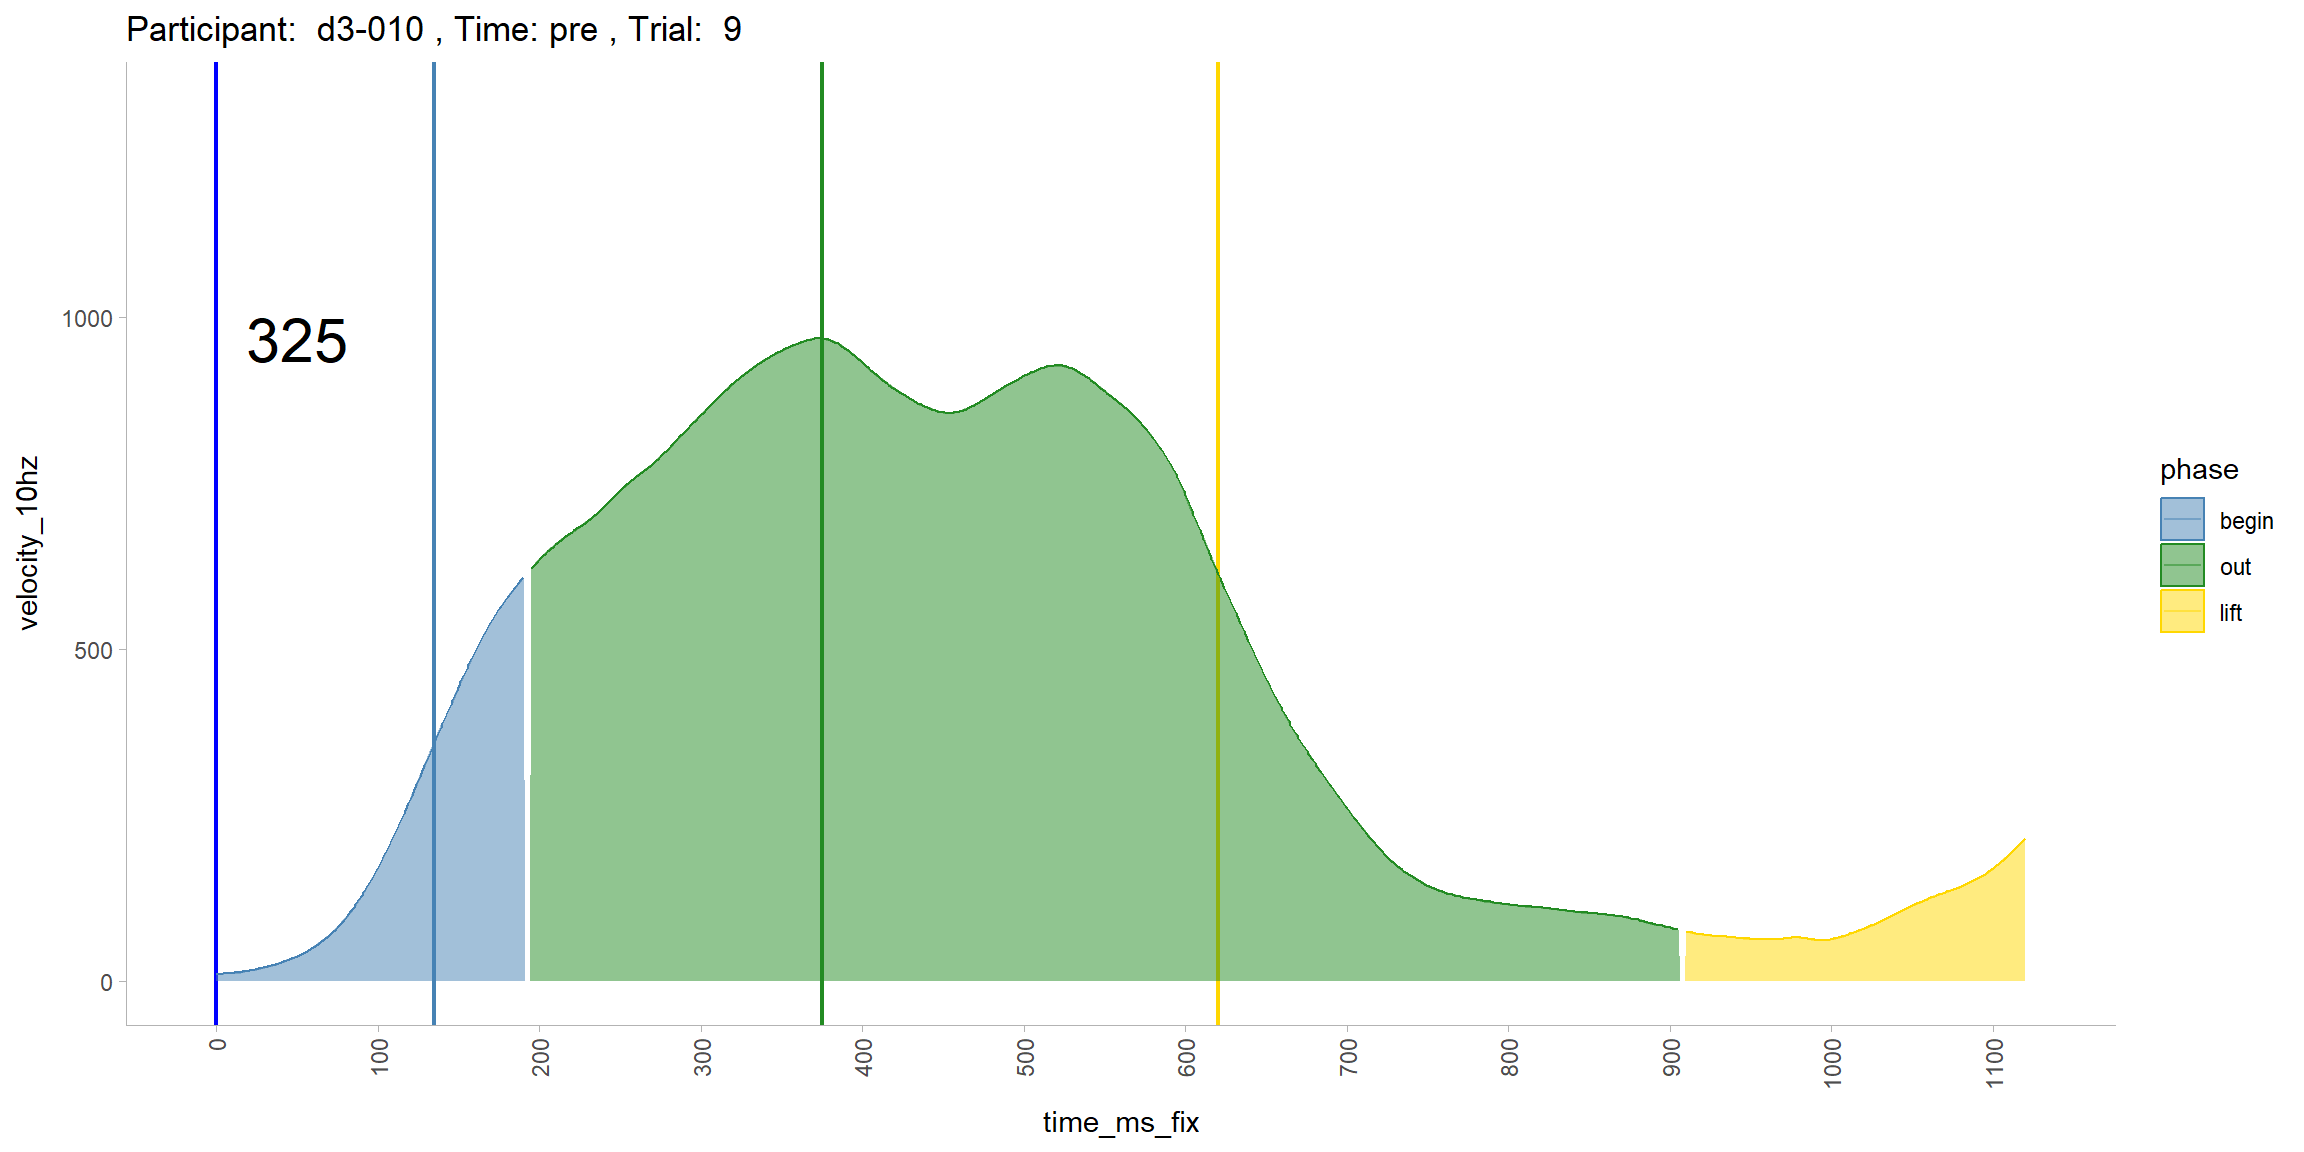 Participant:  d3-010 , Time: pre , Trial:  9
1000
325
velocity_10hz
500
0
0 100 200 300 400 500 600 700 800 900 1000 1100
time_ms_fix
phase
begin
out
lift